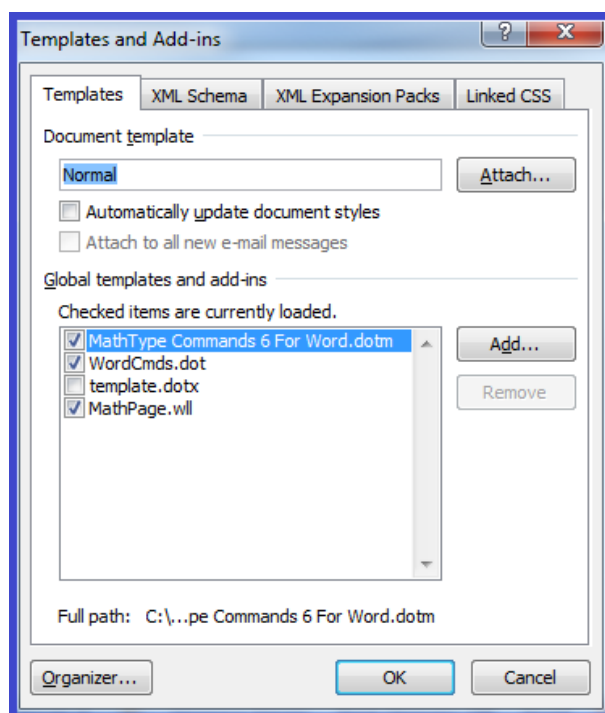 Templates and Add-ins
Templates XML Schema XML Expansion Packs Linked CSS
Document template
Normal Attach...
Automatically update document styles
Attach to all new e-mail messages
Global templates and add-ins
Checked items are currently loaded.
MathType Commands 6 For Word.dotm Add...
WordCmds.dot
template.dotx Remove
MathPage.wll
Full path: C:\...pe Commands 6 For Word.dotm
Organizer... OK Cancel